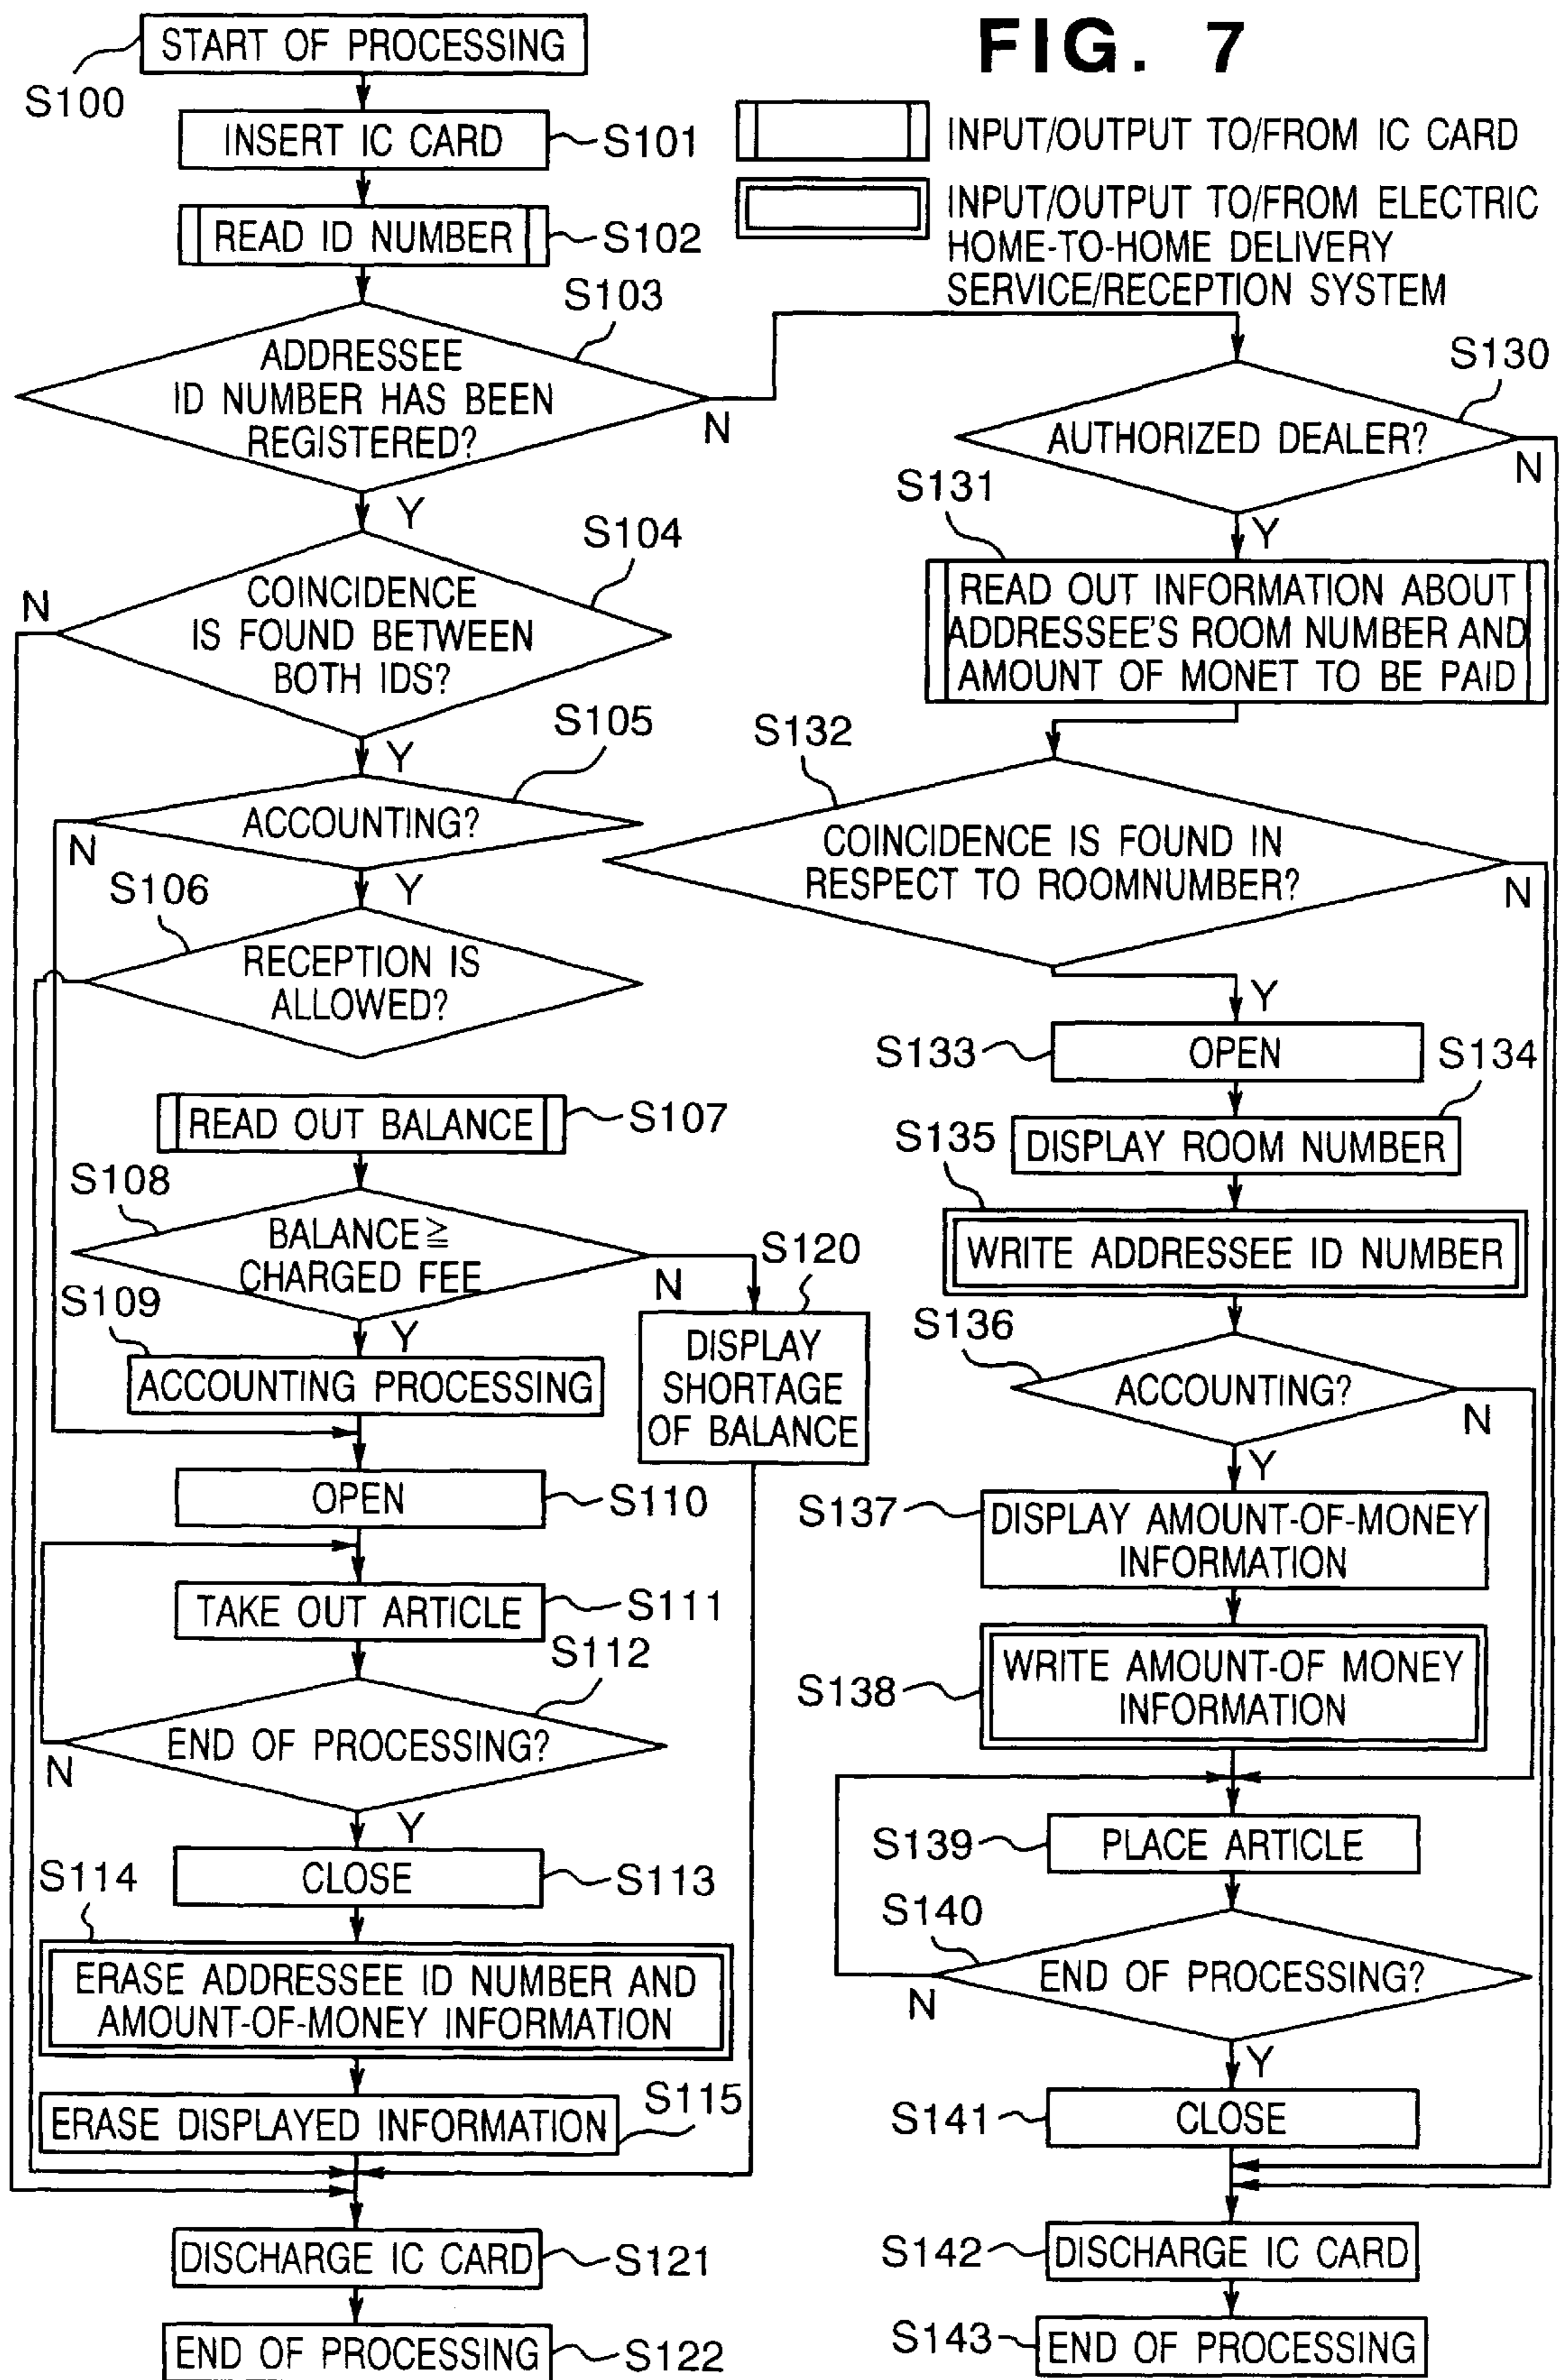 FIG. 7
START OF PROCESSING
S100
INSERT IC CARD
S101
INPUT/OUTPUT TO/FROM IC CARD
READ ID NUMBER
S102
INPUT/OUTPUT TO/FROM ELECTRIC
HOME-TO-HOME DELIVERY
SERVICE/RECEPTION SYSTEM
S103
ADDRESSEE
ID NUMBER HAS BEEN
REGISTERED?
N
Y
S104
COINCIDENCE
IS FOUND BETWEEN
BOTH IDS?
N
Y
S105
ACCOUNTING?
N
Y
S106
RECEPTION IS
ALLOWED?
READ OUT BALANCE
S107
S108
BALANCE≧
CHARGED FEE
N
Y
S120
DISPLAY
SHORTAGE
OF BALANCE
S109
ACCOUNTING PROCESSING
OPEN
S110
TAKE OUT ARTICLE
S111
S112
END OF PROCESSING?
N
Y
CLOSE
S113
S114
ERASE ADDRESSEE ID NUMBER AND
AMOUNT-OF-MONEY INFORMATION
S115
ERASE DISPLAYED INFORMATION
DISCHARGE IC CARD
S121
END OF PROCESSING
S122
S130
AUTHORIZED DEALER?
N
Y
S131
READ OUT INFORMATION ABOUT
ADDRESSEE'S ROOM NUMBER AND
AMOUNT OF MONET TO BE PAID
S132
COINCIDENCE IS FOUND IN
RESPECT TO ROOMNUMBER?
N
Y
S133
OPEN
S134
DISPLAY ROOM NUMBER
S135
WRITE ADDRESSEE ID NUMBER
S136
ACCOUNTING?
N
Y
S137
DISPLAY AMOUNT-OF-MONEY
INFORMATION
S138
WRITE AMOUNT-OF MONEY
INFORMATION
S139
PLACE ARTICLE
S140
END OF PROCESSING?
N
Y
S141
CLOSE
S142
DISCHARGE IC CARD
S143
END OF PROCESSING